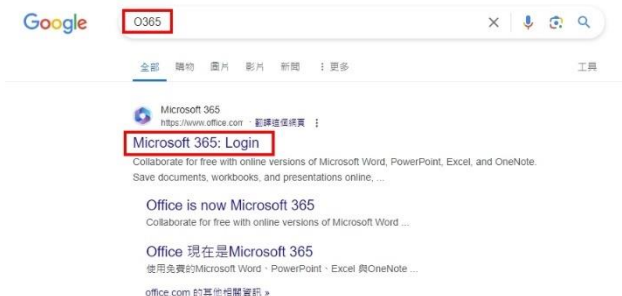 Google
O365
全部 購物 圖片 影片 新聞 ⋮ 更多 工具
Microsoft 365
https://www.office.com · 翻譯這個網頁 ⋮
Microsoft 365: Login
Collaborate for free with online versions of Microsoft Word, PowerPoint, Excel, and OneNote.
Save documents, workbooks, and presentations online, ...
Office is now Microsoft 365
Collaborate for free with online versions of Microsoft Word ...
Office 現在是Microsoft 365
使用免費的Microsoft Word、PowerPoint、Excel 與OneNote ...
office.com 的其他相關資訊 »